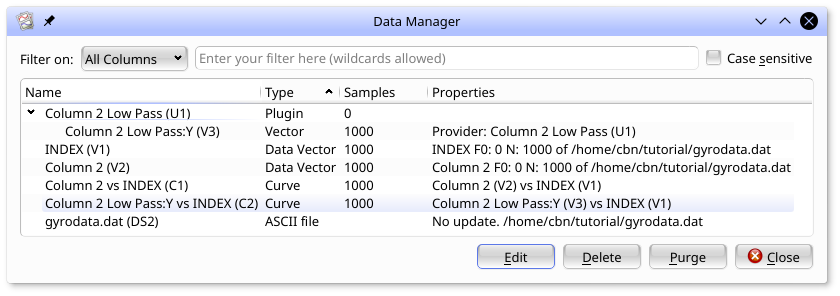 Data Manager
Filter on: All Columns Enter your filter here (wildcards allowed) Case sensitive
Name Type Samples Properties
Column 2 Low Pass (U1) Plugin 0
Column 2 Low Pass:Y (V3) Vector 1000 Provider: Column 2 Low Pass (U1)
INDEX (V1) Data Vector 1000 INDEX F0: 0 N: 1000 of /home/cbn/tutorial/gyrodata.dat
Column 2 (V2) Data Vector 1000 Column 2 F0: 0 N: 1000 of /home/cbn/tutorial/gyrodata.dat
Column 2 vs INDEX (C1) Curve 1000 Column 2 (V2) vs INDEX (V1)
Column 2 Low Pass:Y vs INDEX (C2) Curve 1000 Column 2 Low Pass:Y (V3) vs INDEX (V1)
gyrodata.dat (DS2) ASCII file No update. /home/cbn/tutorial/gyrodata.dat
Edit Delete Purge Close